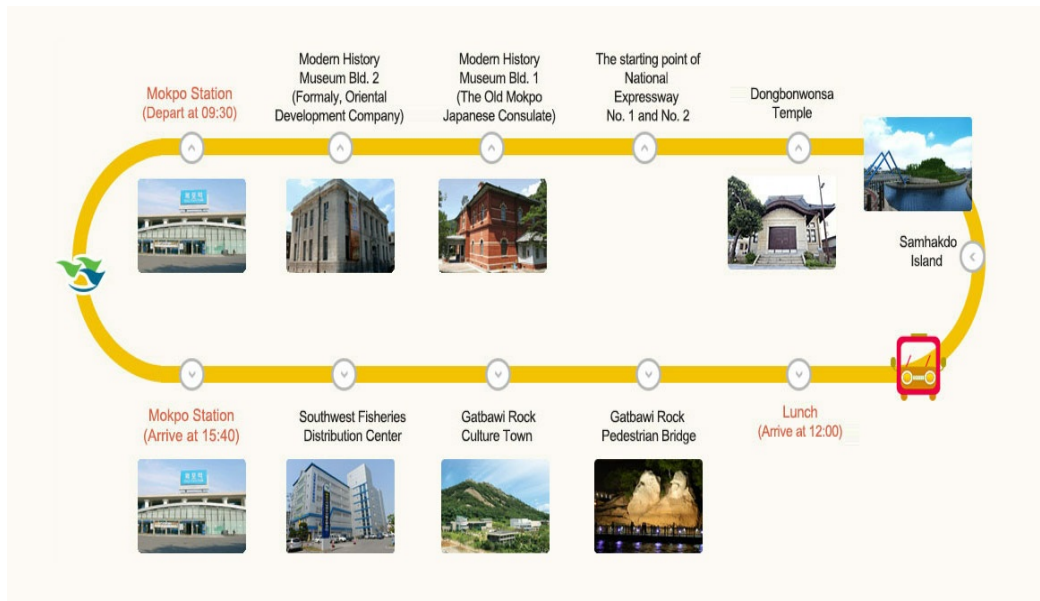 Mokpo Station
(Depart at 09:30)
Modern History
Museum Bld. 2
(Formaly, Oriental
Development Company)
Modern History
Museum Bld. 1
(The Old Mokpo
Japanese Consulate)
The starting point of
National
Expressway
No. 1 and No. 2
Dongbonwonsa
Temple
Samhakdo
Island
Mokpo Station
(Arrive at 15:40)
Southwest Fisheries
Distribution Center
Gatbawi Rock
Culture Town
Gatbawi Rock
Pedestrian Bridge
Lunch
(Arrive at 12:00)